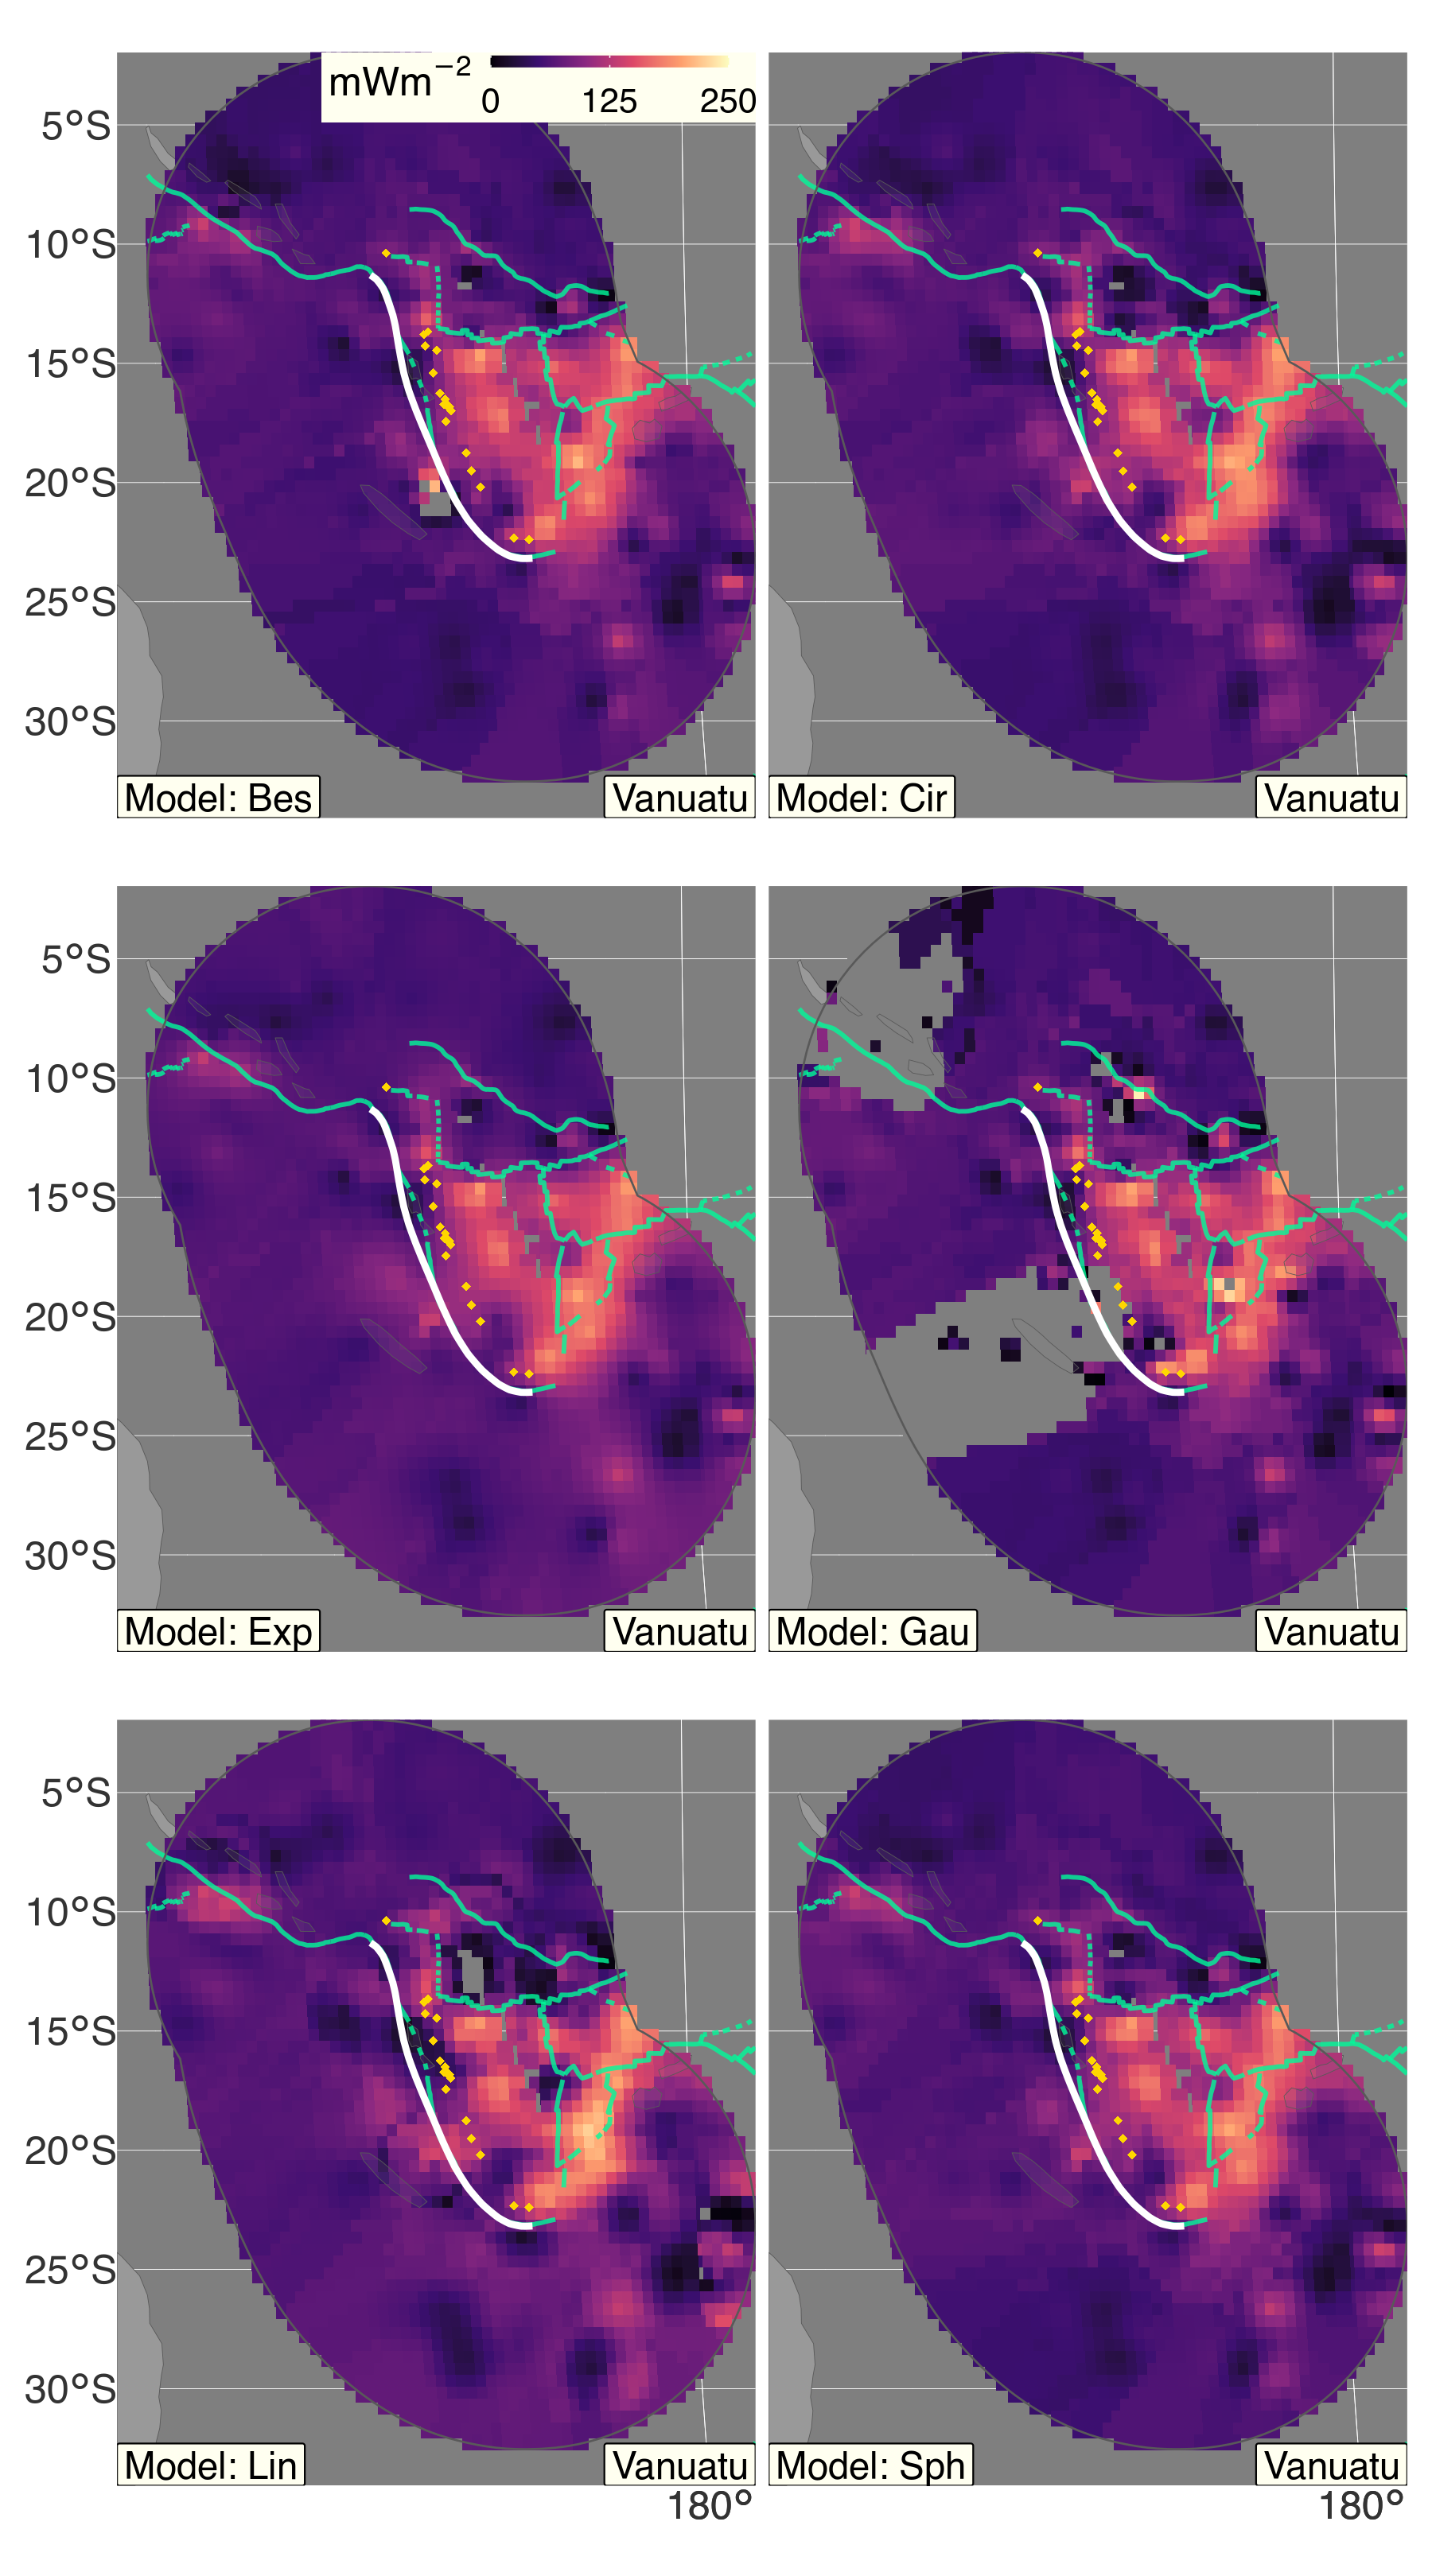 mWm−2
0 125 250
5°S
10°S
15°S
20°S
25°S
30°S
Model: Bes
Vanuatu
Model: Cir
Vanuatu
5°S
10°S
15°S
20°S
25°S
30°S
Model: Exp
Vanuatu
Model: Gau
Vanuatu
5°S
10°S
15°S
20°S
25°S
30°S
Model: Lin
Vanuatu
Model: Sph
Vanuatu
180°
180°